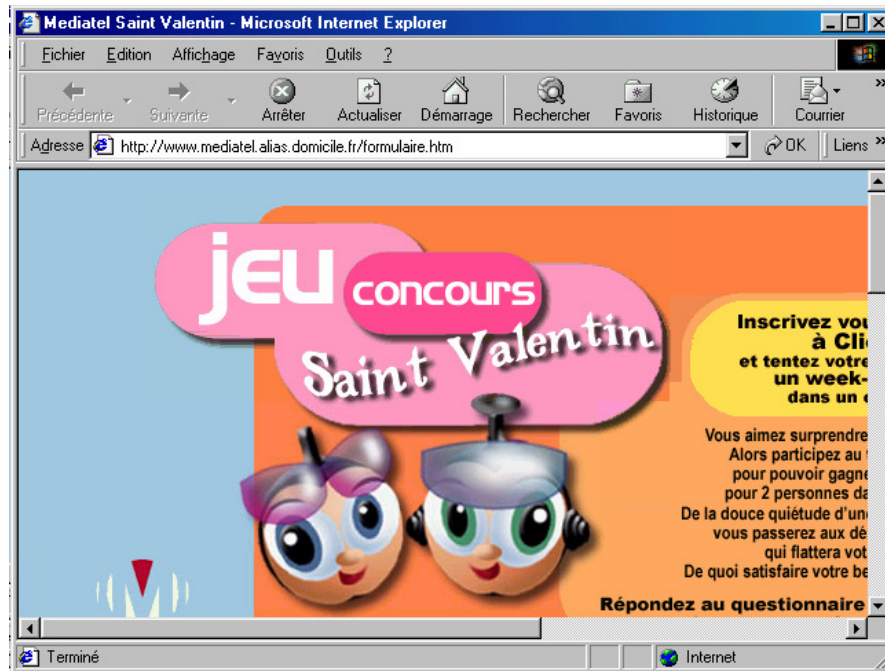 Mediatel Saint Valentin - Microsoft Internet Explorer
Fichier Edition Affichage Favoris Outils ?
Précédente Suivante Arrêter Actualiser Démarrage Rechercher Favoris Historique Courrier »
Adresse http://www.mediatel.alias.domicile.fr/formulaire.htm OK Liens »
jeu
concours
Saint Valentin
Inscrivez vou
à Cli
et tentez votre
un week-
dans un
Vous aimez surprendre
Alors participez au
pour pouvoir gagne
pour 2 personnes da
De la douce quiétude d'un
vous passerez aux dé
qui flattera vot
De quoi satisfaire votre be
Répondez au questionnaire
M
Terminé Internet